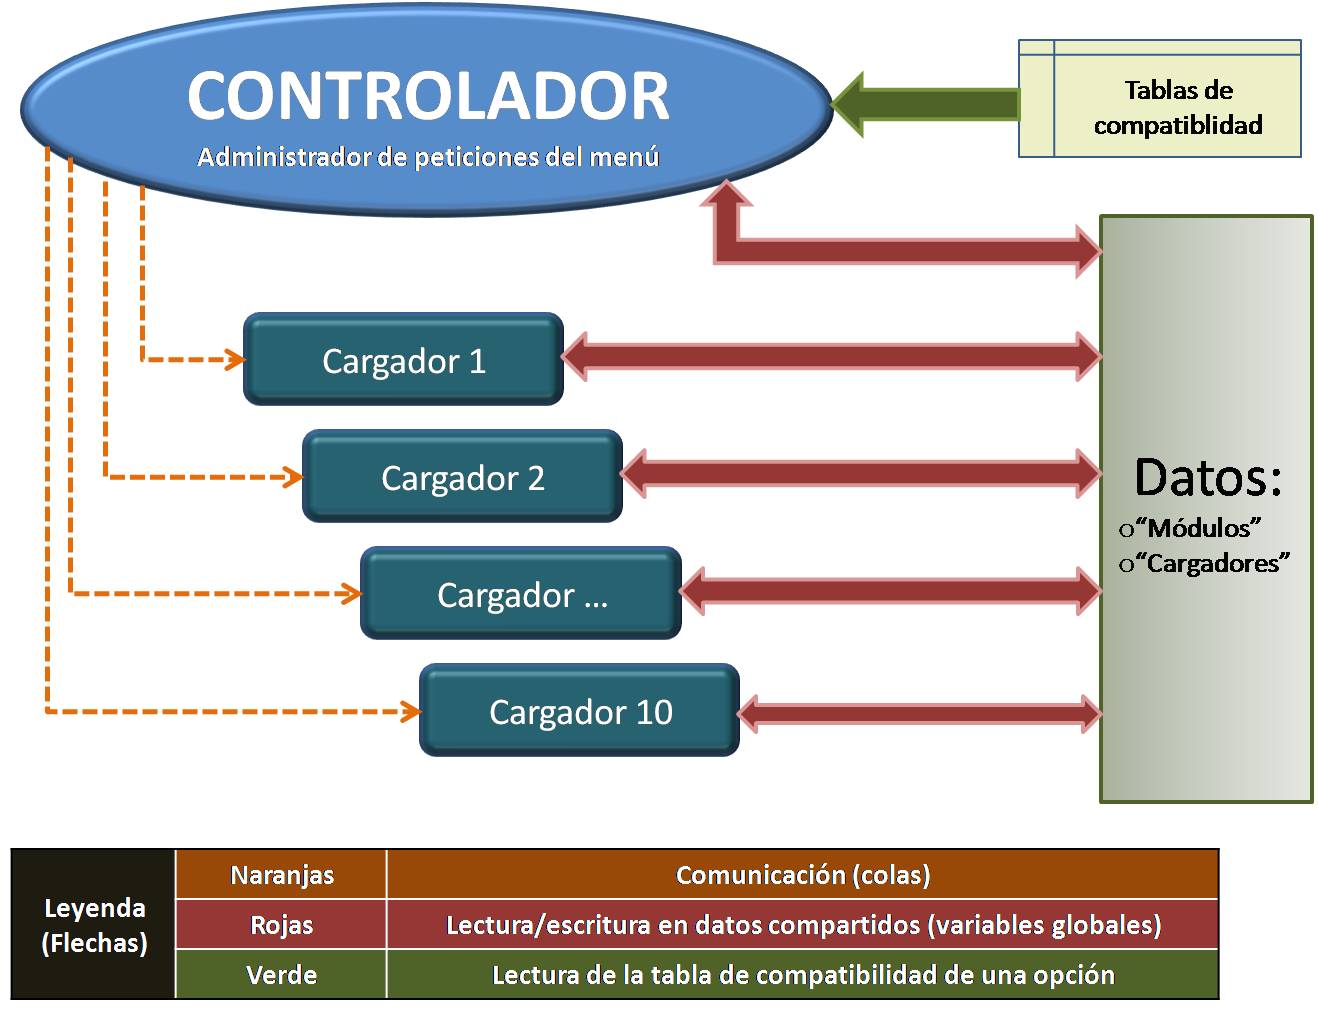 CONTROLADOR
Administrador de peticiones del menú
Tablas de
compatiblidad
Cargador 1
Cargador 2
Cargador ...
Cargador 10
Datos:
o“Módulos”
o“Cargadores”
Leyenda
(Flechas)
Naranjas
Comunicación (colas)
Rojas
Lectura/escritura en datos compartidos (variables globales)
Verde
Lectura de la tabla de compatibilidad de una opción